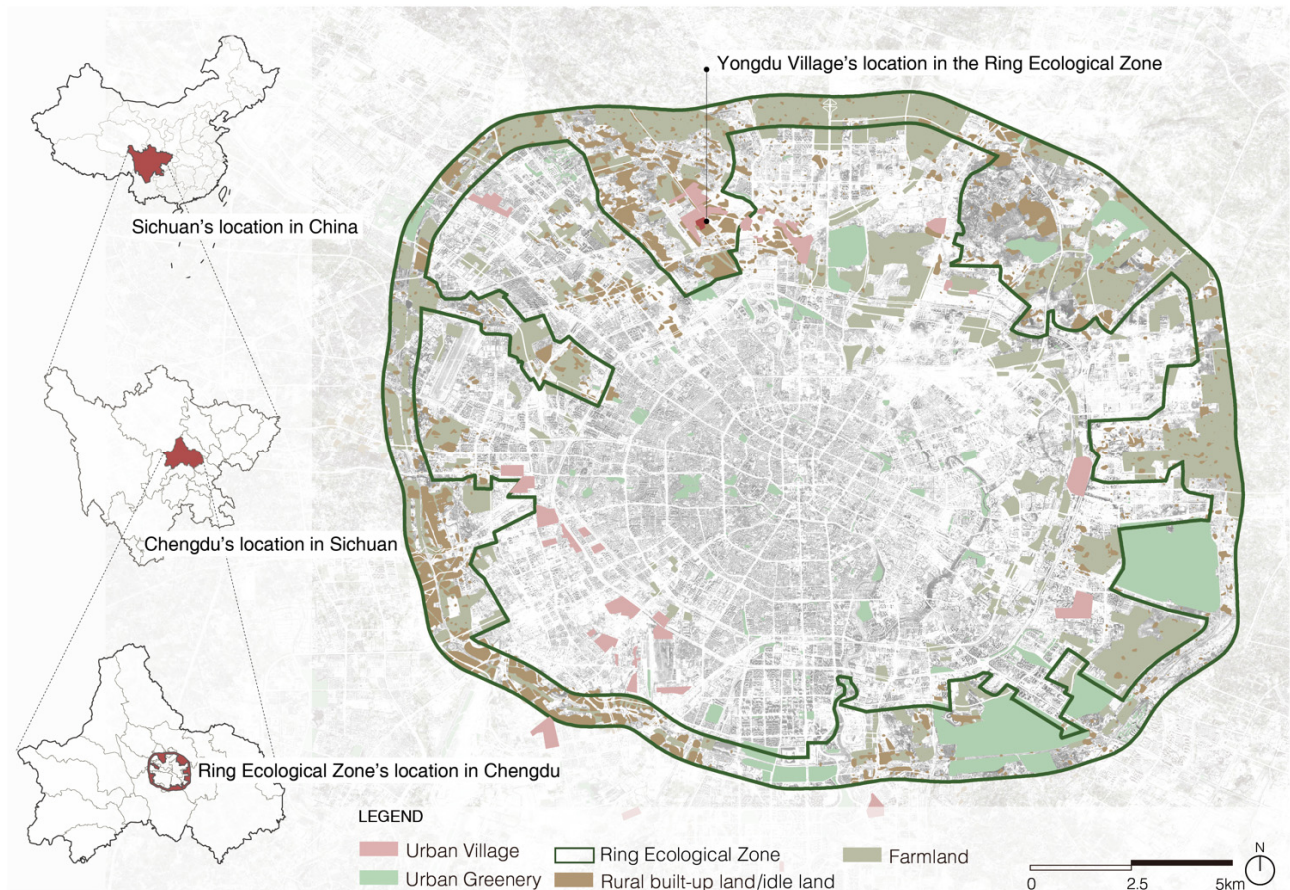 Yongdu Village's location in the Ring Ecological Zone
Sichuan's location in China
Chengdu's location in Sichuan
Ring Ecological Zone's location in Chengdu
LEGEND
Urban Village
Ring Ecological Zone
Farmland
Urban Greenery
Rural built-up land/idle land
N
0 2.5 5km